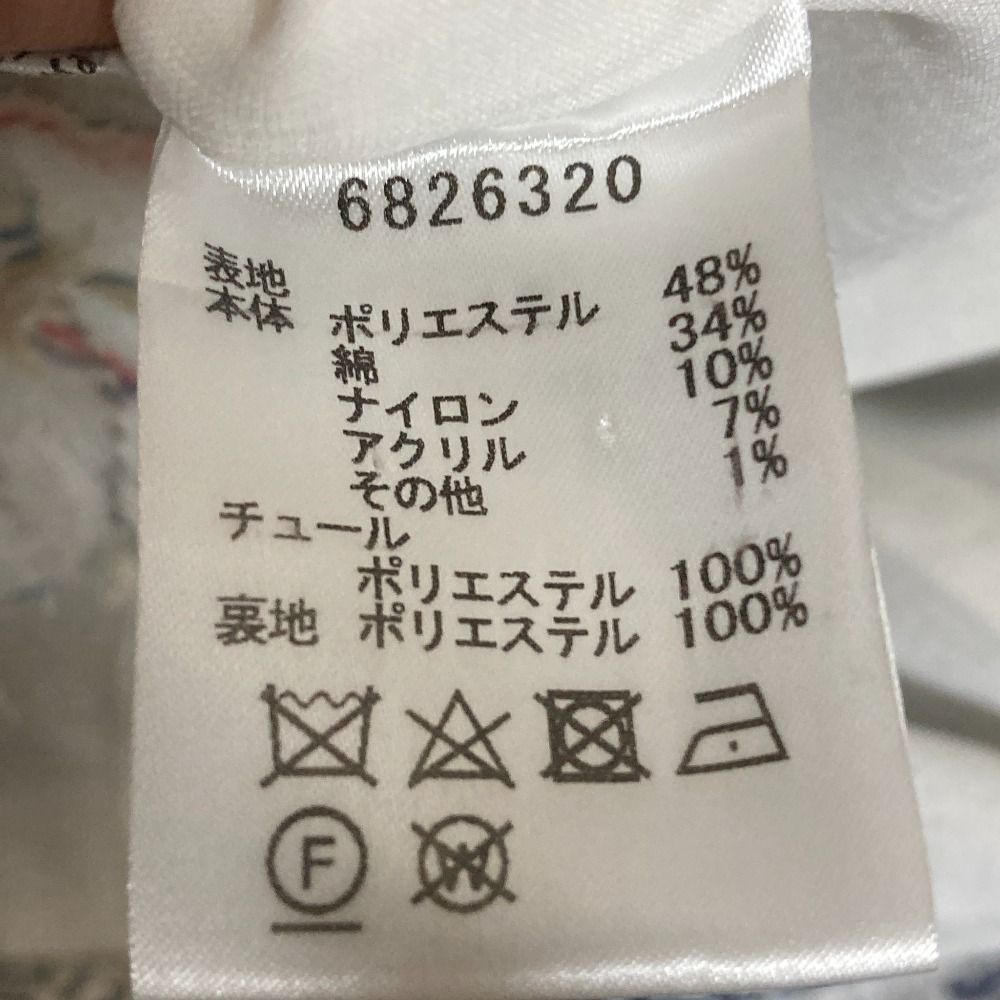 6826320
表地
本体 ポリエステル 48%
綿 34%
ナイロン 10%
アクリル 7%
その他 1%
チュール
ポリエステル 100%
裏地 ポリエステル 100%
F
W